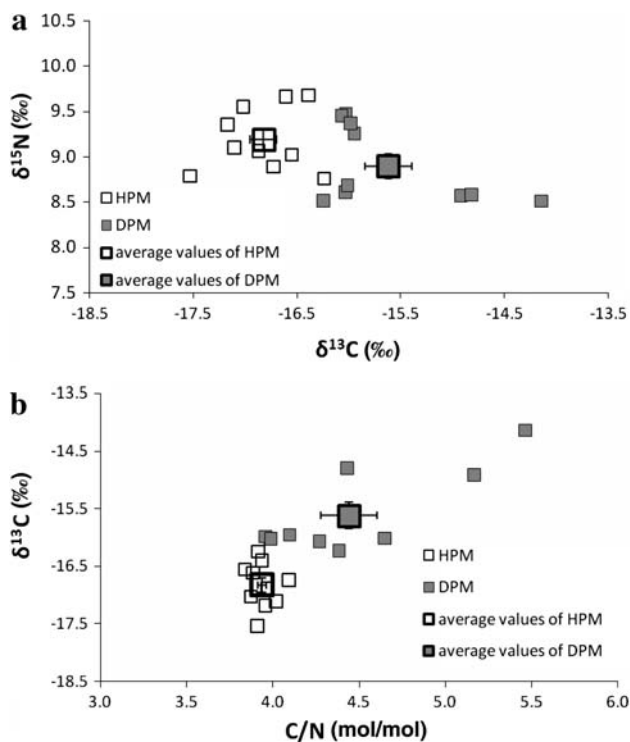 a
10.5
10.0
9.5
9.0
8.5
8.0
7.5
δ¹⁵N (‰)
HPM
DPM
average values of HPM
average values of DPM
-18.5 -17.5 -16.5 -15.5 -14.5 -13.5
δ¹³C (‰)
b
-13.5
-14.5
-15.5
-16.5
-17.5
-18.5
δ¹³C (‰)
HPM
DPM
average values of HPM
average values of DPM
3.0 4.0 4.5 5.0 5.5 6.0
C/N (mol/mol)